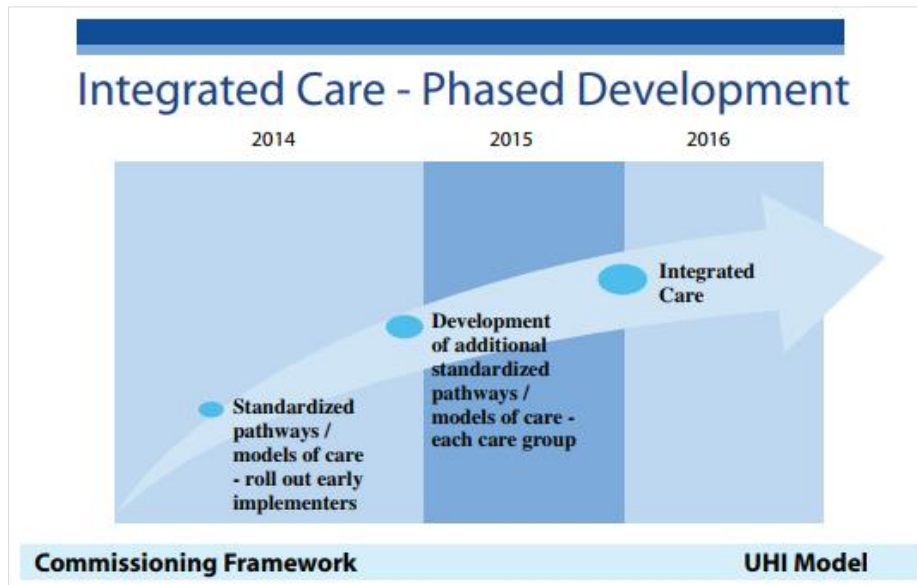 Integrated Care - Phased Development
2014 2015 2016
Standardized
pathways /
models of care
- roll out early
implementers
Development
of additional
standardized
pathways /
models of care -
each care group
Integrated
Care
Commissioning Framework UHI Model